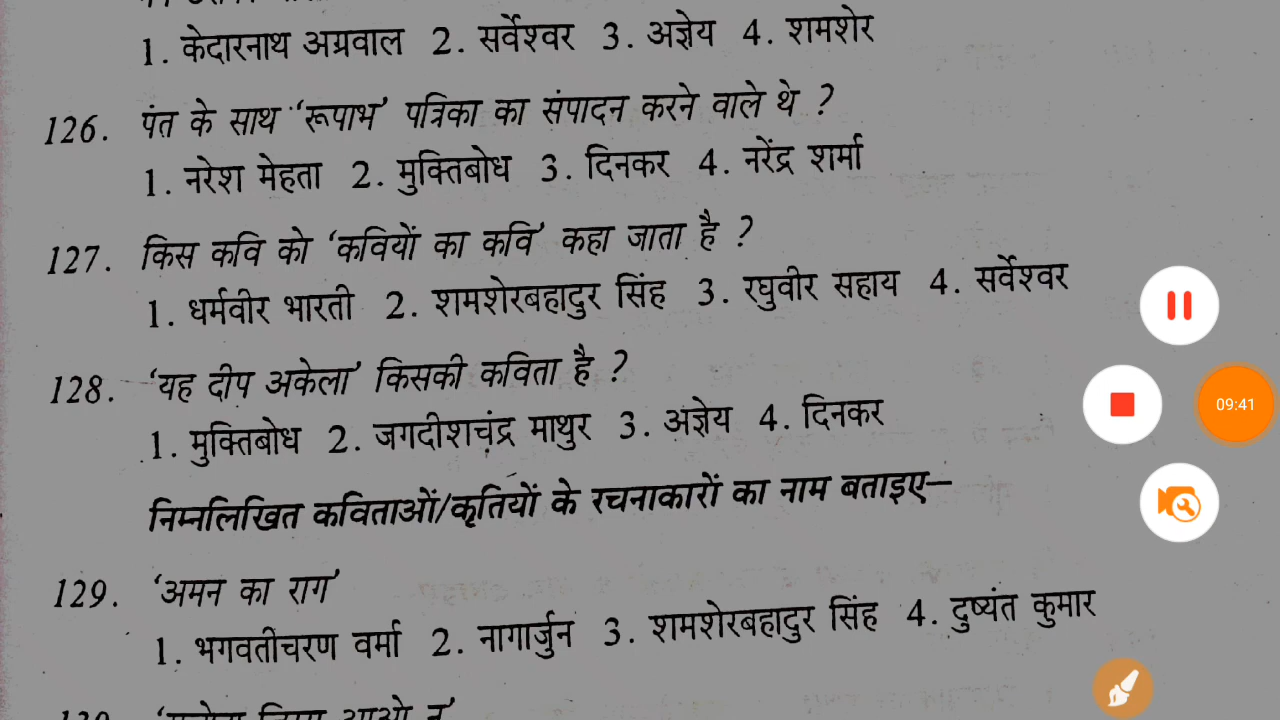 1. केदारनाथ अग्रवाल 2. सर्वेश्वर 3. अज्ञेय 4. शमशेर
126. पंत के साथ 'रूपाभ' पत्रिका का संपादन करने वाले थे ?
1. नरेश मेहता 2. मुक्तिबोध 3. दिनकर 4. नरेंद्र शर्मा
127. किस कवि को 'कवियों का कवि' कहा जाता है ?
1. धर्मवीर भारती 2. शमशेरबहादुर सिंह 3. रघुवीर सहाय 4. सर्वेश्वर
128. 'यह दीप अकेला' किसकी कविता है ?
1. मुक्तिबोध 2. जगदीशचंद्र माथुर 3. अज्ञेय 4. दिनकर
निम्नलिखित कविताओं/कृतियों के रचनाकारों का नाम बताइए—
129. 'अमन का राग'
1. भगवतीचरण वर्मा 2. नागार्जुन 3. शमशेरबहादुर सिंह 4. दुष्यंत कुमार
09:41